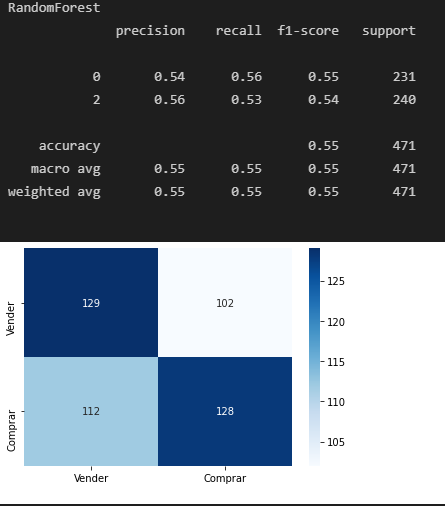 RandomForest
precision recall f1-score support
0 0.54 0.56 0.55 231
2 0.56 0.53 0.54 240
accuracy 0.55 471
macro avg 0.55 0.55 0.55 471
weighted avg 0.55 0.55 0.55 471
Vender 129 102
Comprar 112 128
Vender Comprar
125
120
115
110
105